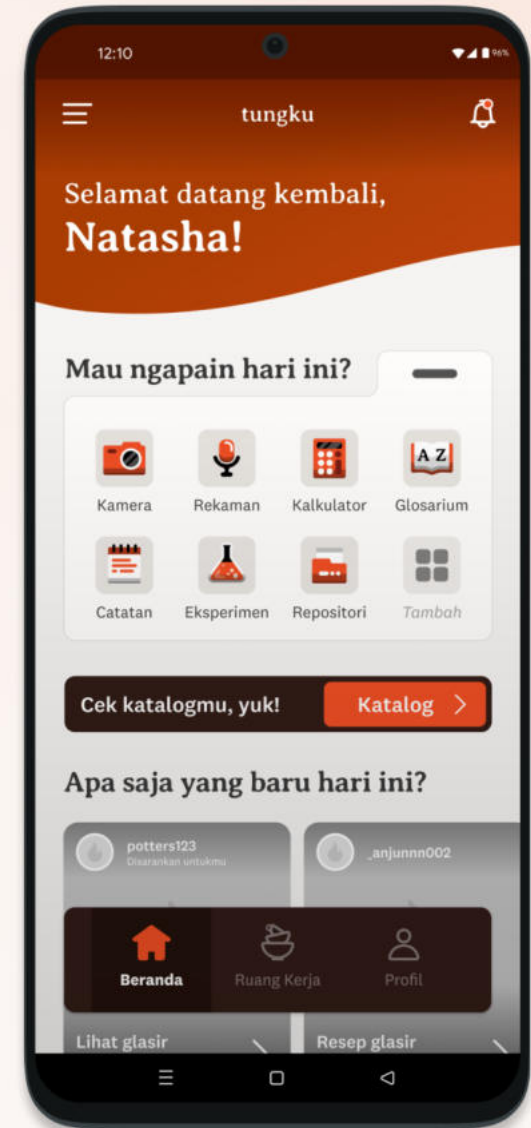 12:10
96%
tungku
Selamat datang kembali,
Natasha!
Mau ngapain hari ini?
Kamera Rekaman Kalkulator Glosarium
A Z
Catatan Eksperimen Repositori Tambah
Cek katalogmu, yuk! Katalog
Apa saja yang baru hari ini?
potters123
Disarankan untukmu
_anjunnn002
Beranda Ruang Kerja Profil
Lihat glasir
Resep glasir